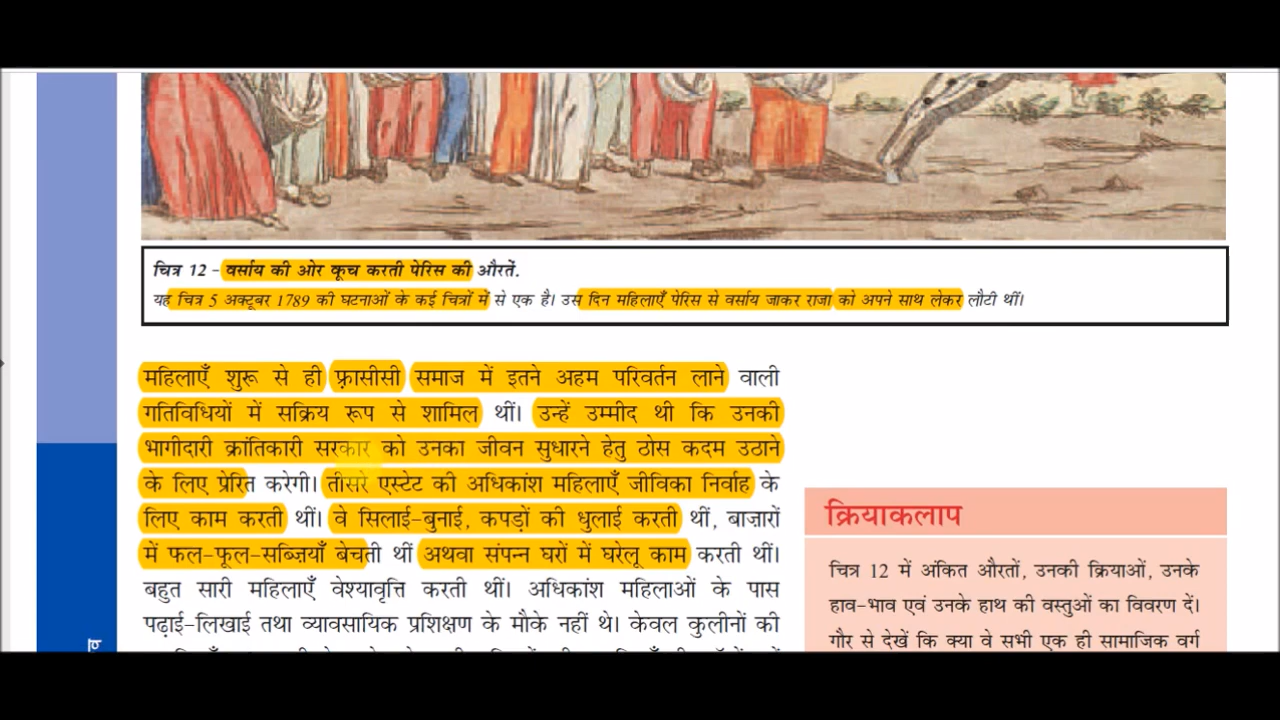 चित्र 12 – वर्साय की ओर कूच करती पेरिस की औरतें.
यह चित्र 5 अक्टूबर 1789 की घटनाओं के कई चित्रों में से एक है। उस दिन महिलाएँ पेरिस से वर्साय जाकर राजा को अपने साथ लेकर लौटी थीं।
महिलाएँ शुरू से ही फ़्रांसीसी समाज में इतने अहम परिवर्तन लाने वाली
गतिविधियों में सक्रिय रूप से शामिल थीं। उन्हें उम्मीद थी कि उनकी
भागीदारी क्रांतिकारी सरकार को उनका जीवन सुधारने हेतु ठोस कदम उठाने
के लिए प्रेरित करेगी। तीसरे एस्टेट की अधिकांश महिलाएँ जीविका निर्वाह के
लिए काम करती थीं। वे सिलाई-बुनाई, कपड़ों की धुलाई करती थीं, बाज़ारों
में फल-फूल-सब्ज़ियाँ बेचती थीं अथवा संपन्न घरों में घरेलू काम करती थीं।
बहुत सारी महिलाएँ वेश्यावृत्ति करती थीं। अधिकांश महिलाओं के पास
पढ़ाई-लिखाई तथा व्यावसायिक प्रशिक्षण के मौके नहीं थे। केवल कुलीनों की
क्रियाकलाप
चित्र 12 में अंकित औरतों, उनकी क्रियाओं, उनके
हाव-भाव एवं उनके हाथ की वस्तुओं का विवरण दें।
गौर से देखें कि क्या वे सभी एक ही सामाजिक वर्ग